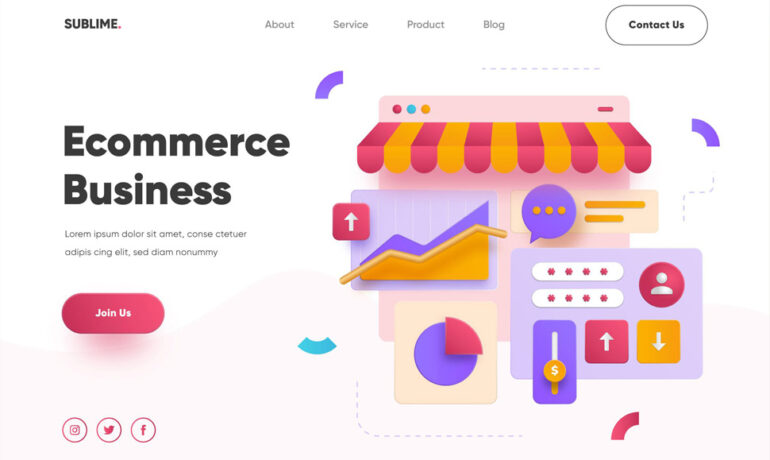 SUBLIME.
About
Service
Product
Blog
Contact Us
Ecommerce
Business
Lorem ipsum dolor sit amet, conse ctetuer
adipis cing elit, sed diam nonummy
Join Us
****
****
$